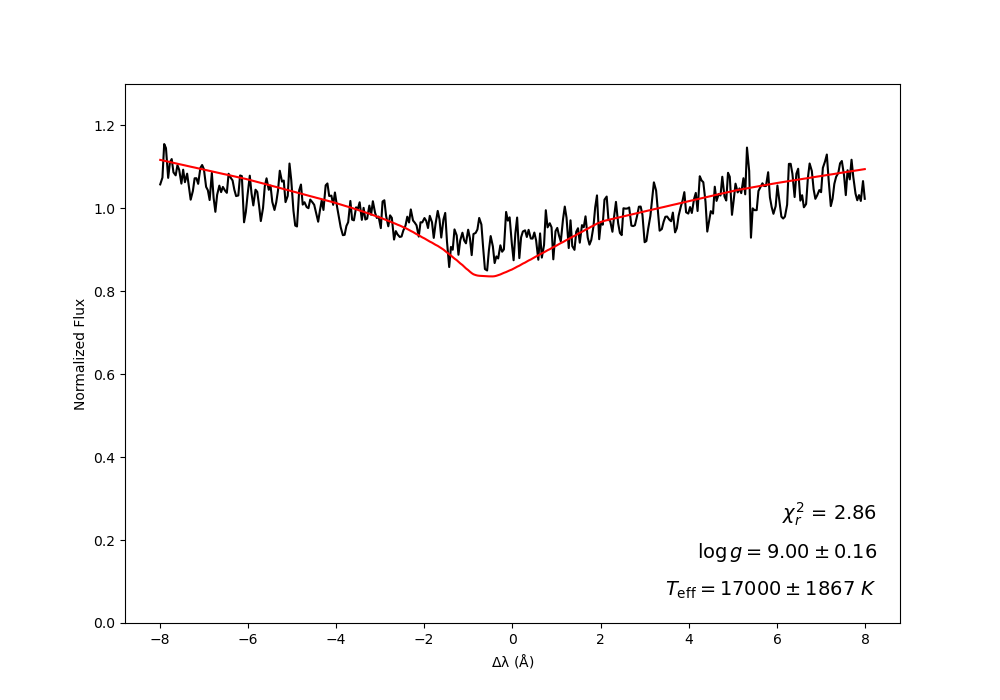 1.2
1.0
0.8
0.6
0.4
0.2
0.0
Normalized Flux
χ²ᵣ = 2.86
log g = 9.00 ± 0.16
T_eff = 17000 ± 1867 K
−8 −6 −4 −2 0 2 4 6 8
Δλ (Å)